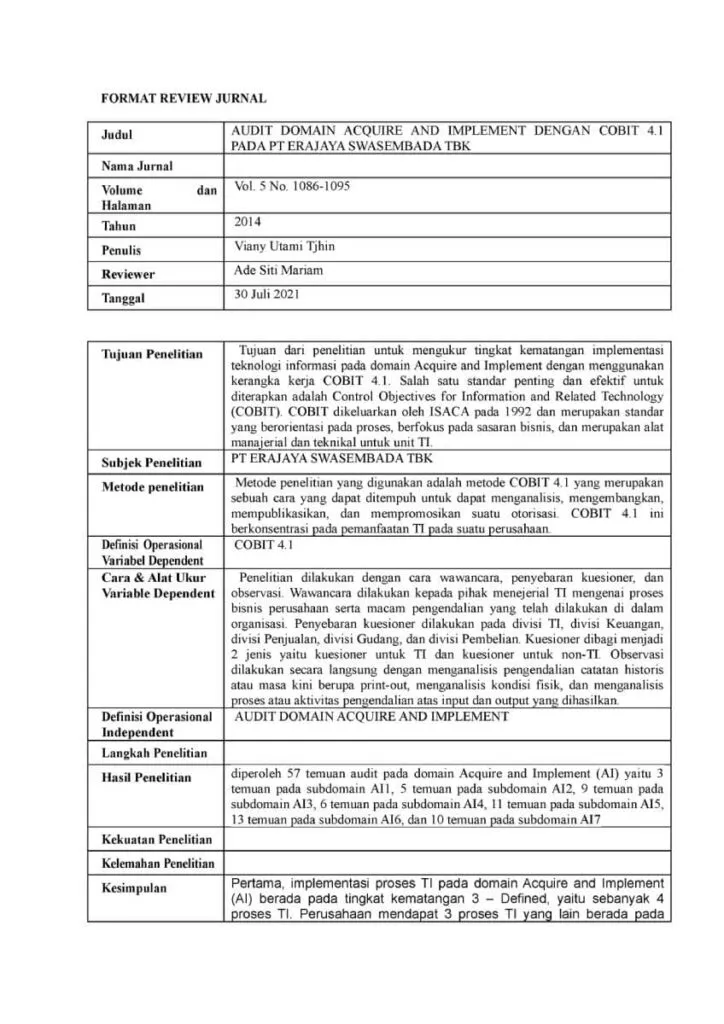 FORMAT REVIEW JURNAL
Judul
AUDIT DOMAIN ACQUIRE AND IMPLEMENT DENGAN COBIT 4.1
PADA PT ERAJAYA SWASEMBADA TBK
Nama Jurnal
Volume dan
Halaman
Vol. 5 No. 1086-1095
Tahun
2014
Penulis
Viany Utami Tjhin
Reviewer
Ade Siti Mariam
Tanggal
30 Juli 2021
Tujuan Penelitian
Tujuan dari penelitian untuk mengukur tingkat kematangan implementasi
teknologi informasi pada domain Acquire and Implement dengan menggunakan
kerangka kerja COBIT 4.1. Salah satu standar penting dan efektif untuk
diterapkan adalah Control Objectives for Information and Related Technology
(COBIT). COBIT dikeluarkan oleh ISACA pada 1992 dan merupakan standar
yang berorientasi pada proses, berfokus pada sasaran bisnis, dan merupakan alat
manajerial dan teknikal untuk unit TI.
Subjek Penelitian
PT ERAJAYA SWASEMBADA TBK
Metode penelitian
Metode penelitian yang digunakan adalah metode COBIT 4.1 yang merupakan
sebuah cara yang dapat ditempuh untuk dapat menganalisis, mengembangkan,
mempublikasikan, dan mempromosikan suatu otorisasi. COBIT 4.1 ini
berkonsentrasi pada pemanfaatan TI pada suatu perusahaan.
Definisi Operasional
Variabel Dependent
COBIT 4.1
Cara & Alat Ukur
Variable Dependent
Penelitian dilakukan dengan cara wawancara, penyebaran kuesioner, dan
observasi. Wawancara dilakukan kepada pihak menejerial TI mengenai proses
bisnis perusahaan serta macam pengendalian yang telah dilakukan di dalam
organisasi. Penyebaran kuesioner dilakukan pada divisi TI, divisi Keuangan,
divisi Penjualan, divisi Gudang, dan divisi Pembelian. Kuesioner dibagi menjadi
2 jenis yaitu kuesioner untuk TI dan kuesioner untuk non-TI. Observasi
dilakukan secara langsung dengan menganalisis pengendalian catatan historis
atau masa kini berupa print-out, menganalisis kondisi fisik, dan menganalisis
proses atau aktivitas pengendalian atas input dan output yang dihasilkan.
Definisi Operasional
Independent
AUDIT DOMAIN ACQUIRE AND IMPLEMENT
Langkah Penelitian
Hasil Penelitian
diperoleh 57 temuan audit pada domain Acquire and Implement (AI) yaitu 3
temuan pada subdomain AI1, 5 temuan pada subdomain AI2, 9 temuan pada
subdomain AI3, 6 temuan pada subdomain AI4, 11 temuan pada subdomain AI5,
13 temuan pada subdomain AI6, dan 10 temuan pada subdomain AI7
Kekuatan Penelitian
Kelemahan Penelitian
Kesimpulan
Pertama, implementasi proses TI pada domain Acquire and Implement
(AI) berada pada tingkat kematangan 3 – Defined, yaitu sebanyak 4
proses TI. Perusahaan mendapat 3 proses TI yang lain berada pada